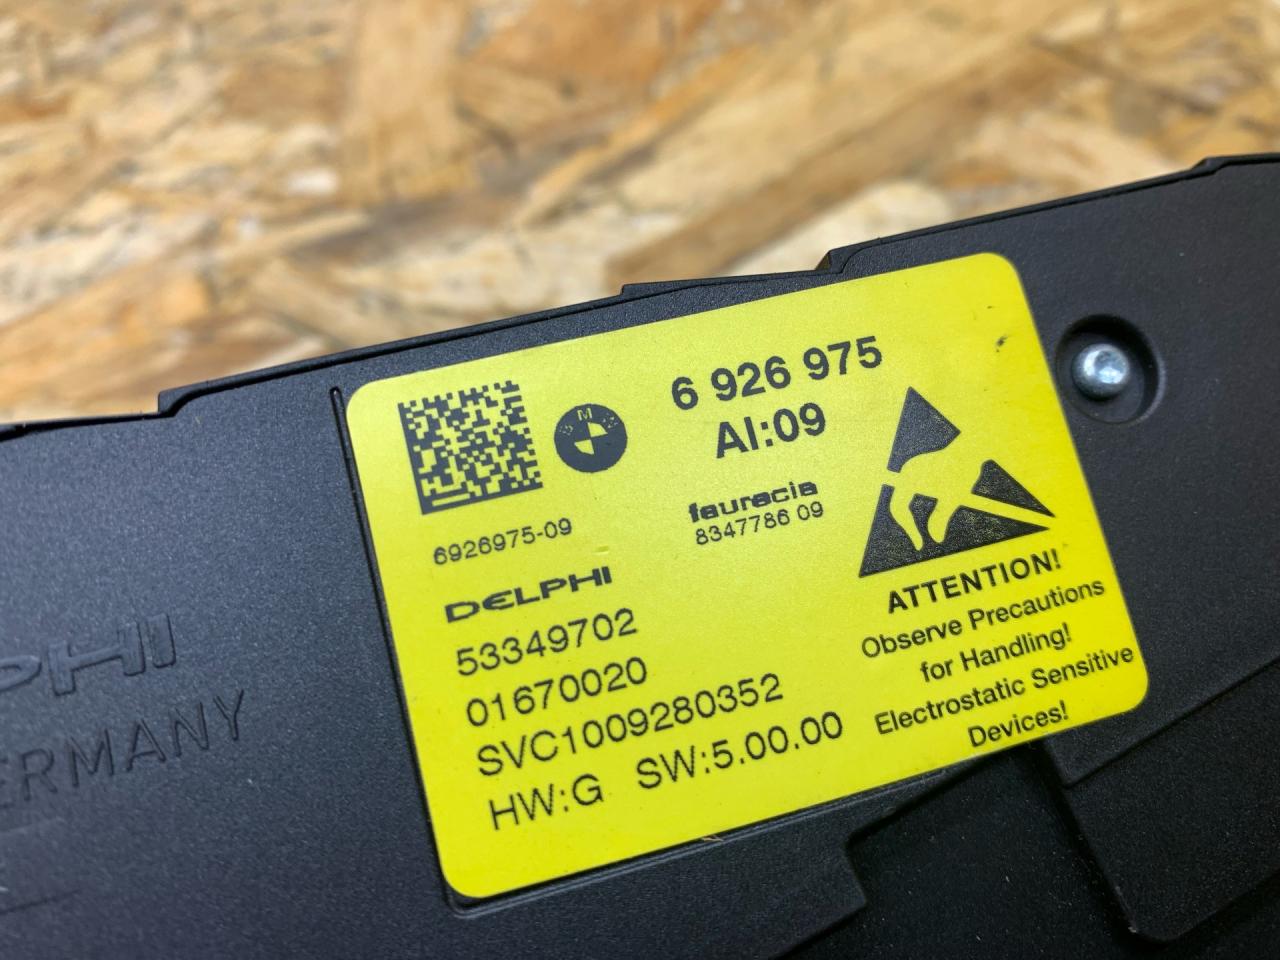 6 926 975
AI:09
6926975-09
faurecia
8347786 09
DELPHI
53349702
01670020
SVC1009280352
HW:G SW:5.00.00
ATTENTION!
Observe Precautions
for Handling!
Electrostatic Sensitive
Devices!
PHI
ERMANY